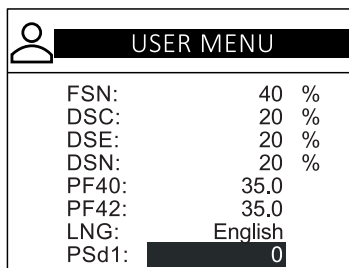 USER MENU
FSN: 40 %
DSC: 20 %
DSE: 20 %
DSN: 20 %
PF40: 35.0
PF42: 35.0
LNG: English
PSd1: 0